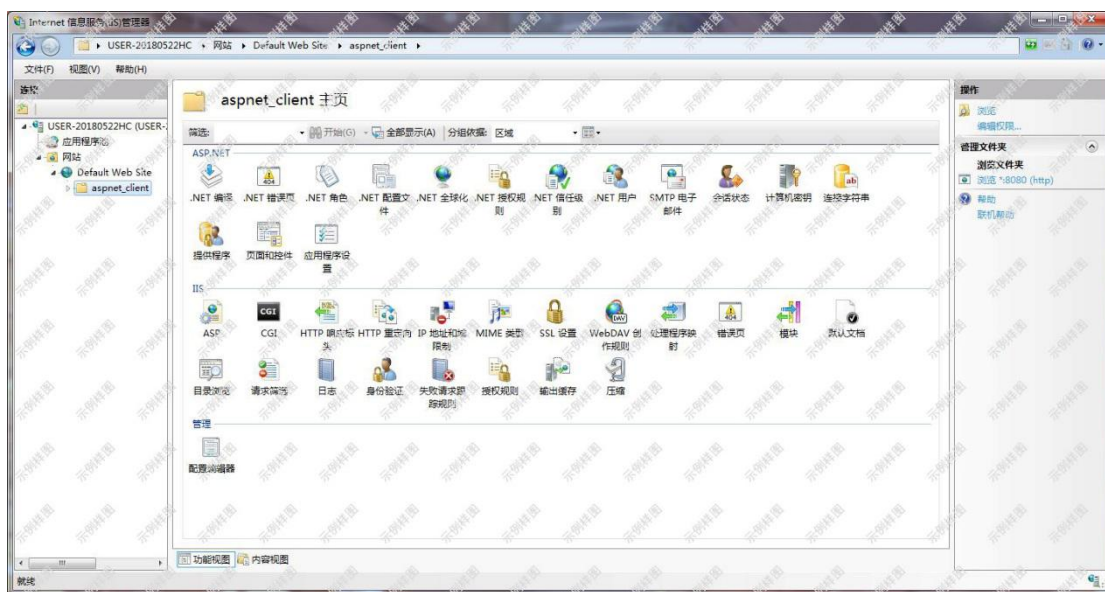 Internet 信息服务(IIS)管理器
USER-20180522HC 网站 Default Web Site aspnet_client
文件(F) 视图(V) 帮助(H)
连接
USER-20180522HC (USER-
应用程序池
网站
Default Web Site
aspnet_client
aspnet_client 主页
筛选: 开始(G) 全部显示(A) 分组依据: 区域
ASP.NET
.NET 编译 .NET 错误页 .NET 角色 .NET 配置文件 .NET 全球化 .NET 授权规则 .NET 信任级别 .NET 用户 SMTP 电子邮件 会话状态 计算机密钥 连接字符串
提供程序 页面和控件 应用程序设置
IIS
ASP CGI HTTP 响应标头 HTTP 重定向 IP 地址和域限制 MIME 类型 SSL 设置 WebDAV 创作规则 处理程序映射 错误页 模块 默认文档
目录浏览 请求筛选 日志 身份验证 失败请求跟踪规则 授权规则 输出缓存 压缩
管理
配置编辑器
功能视图 内容视图
就绪
操作
浏览
编辑权限...
管理文件夹
浏览文件夹
浏览 *:8080 (http)
帮助
联机帮助
示例样图